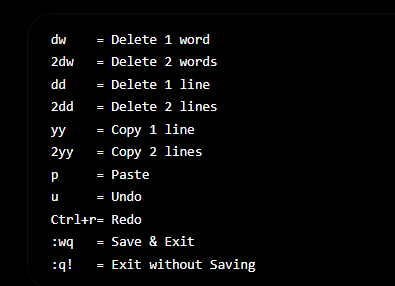 dw    = Delete 1 word
2dw   = Delete 2 words
dd    = Delete 1 line
2dd   = Delete 2 lines
yy    = Copy 1 line
2yy   = Copy 2 lines
p     = Paste
u     = Undo
Ctrl+r= Redo
:wq   = Save & Exit
:q!   = Exit without Saving